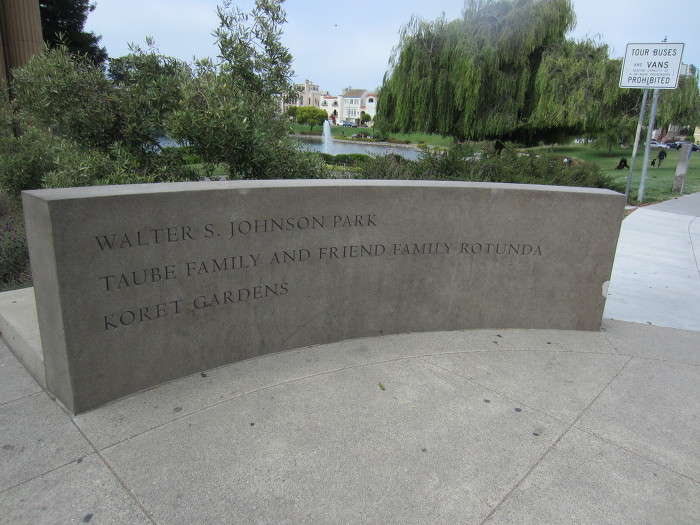 WALTER S. JOHNSON PARK
TAUBE FAMILY AND FRIEND FAMILY ROTUNDA
KORET GARDENS
TOUR BUSES
AND VANS
PROHIBITED